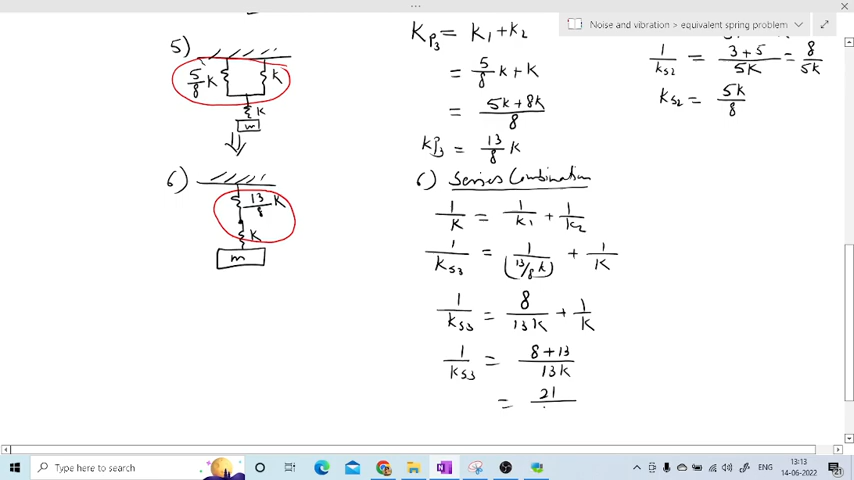 Noise and vibration > equivalent spring problem
5)
5/8 K
K
K
m
6)
13/8 K
K
m
KP3 = K1 + K2
= 5/8 K + K
= 5K + 8K / 8
KP3 = 13/8 K
6) Series Combination
1/K = 1/K1 + 1/K2
1/KS3 = 1/(13/8 K) + 1/K
1/KS3 = 8/13K + 1/K
1/KS3 = 8+13 / 13K
= 21
1/KS2 = 3+5 / 5K = 8/5K
KS2 = 5K/8
Type here to search
ENG
13:13
14-06-2022
21